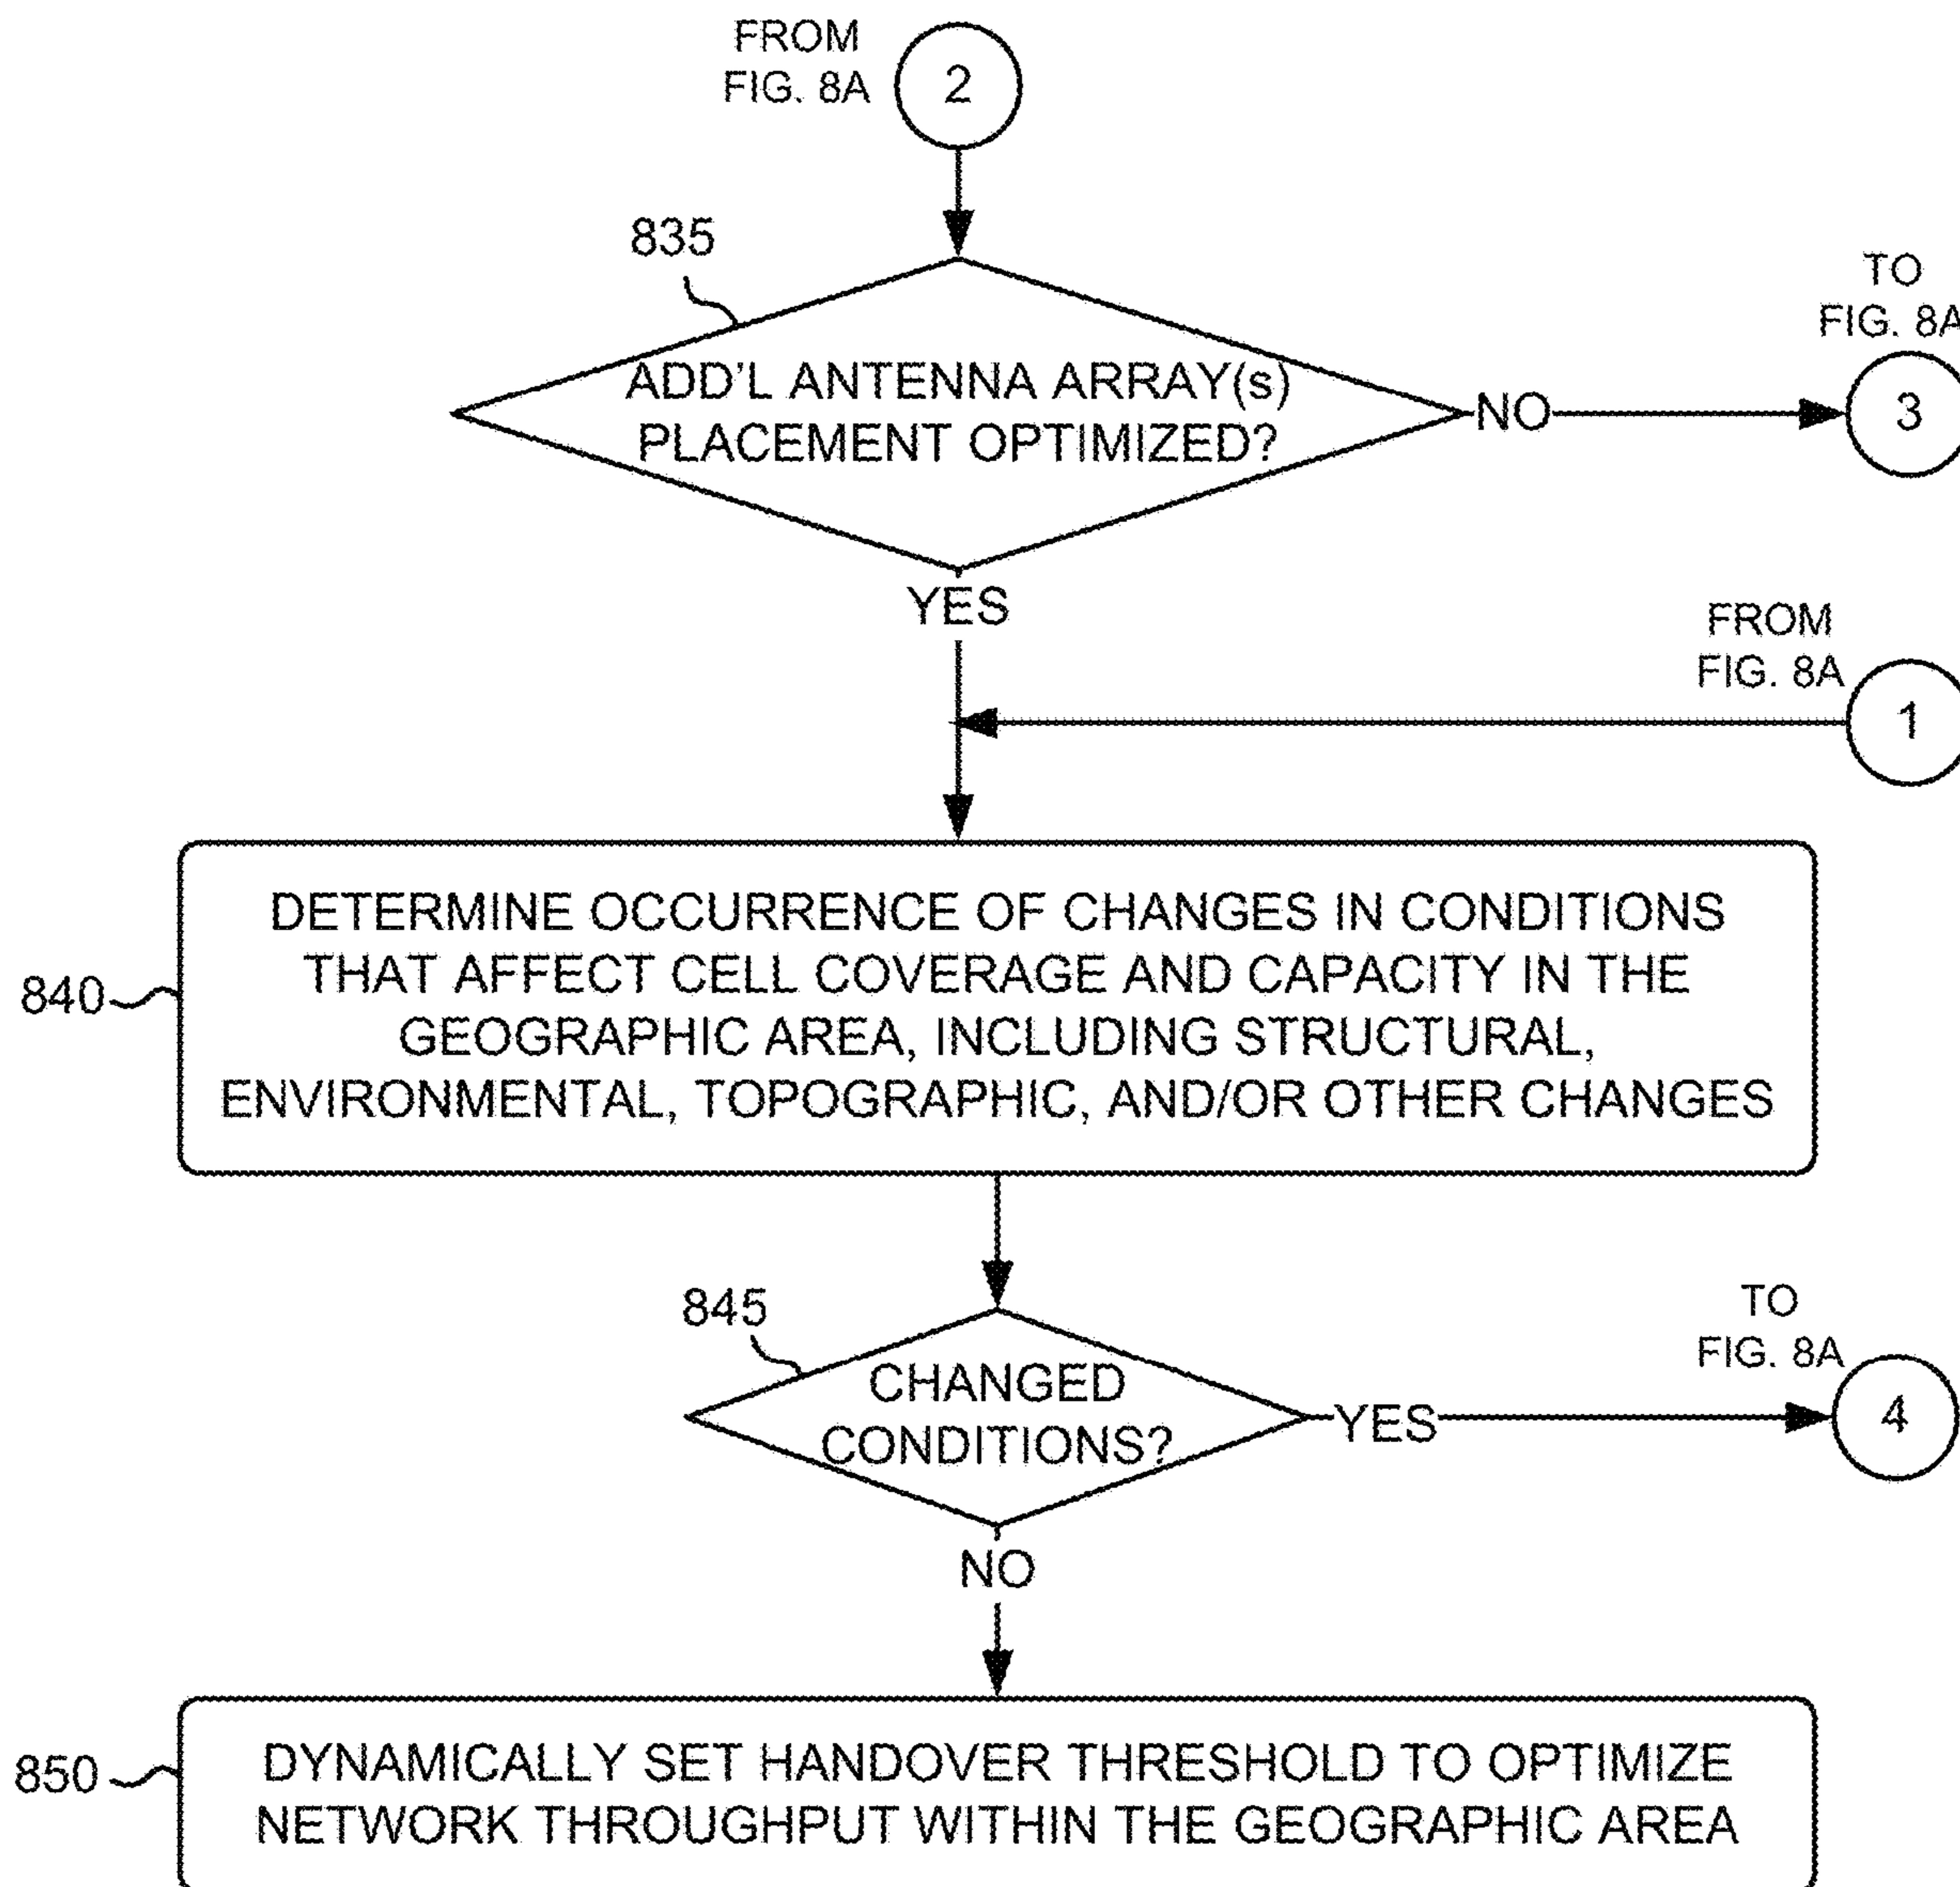 FROM
FIG. 8A
2
835
ADD'L ANTENNA ARRAY(s)
PLACEMENT OPTIMIZED?
NO
TO
FIG. 8A
3
YES
FROM
FIG. 8A
1
840
DETERMINE OCCURRENCE OF CHANGES IN CONDITIONS
THAT AFFECT CELL COVERAGE AND CAPACITY IN THE
GEOGRAPHIC AREA, INCLUDING STRUCTURAL,
ENVIRONMENTAL, TOPOGRAPHIC, AND/OR OTHER CHANGES
845
CHANGED
CONDITIONS?
YES
TO
FIG. 8A
4
NO
850
DYNAMICALLY SET HANDOVER THRESHOLD TO OPTIMIZE
NETWORK THROUGHPUT WITHIN THE GEOGRAPHIC AREA